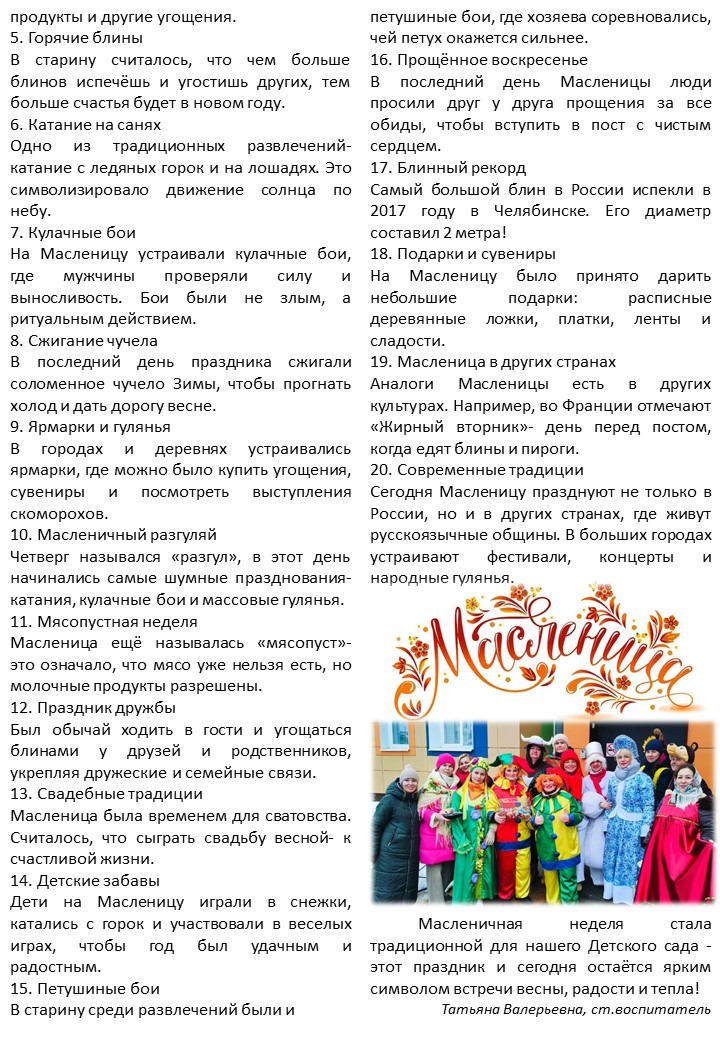 продукты и другие угощения.
5. Горячие блины
В старину считалось, что чем больше
блинов испечёшь и угостишь других, тем
больше счастья будет в новом году.
6. Катание на санях
Одно из традиционных развлечений-
катание с ледяных горок и на лошадях. Это
символизировало движение солнца по
небу.
7. Кулачные бои
На Масленицу устраивали кулачные бои,
где мужчины проверяли силу и
выносливость. Бои были не злым, а
ритуальным действием.
8. Сжигание чучела
В последний день праздника сжигали
соломенное чучело Зимы, чтобы прогнать
холод и дать дорогу весне.
9. Ярмарки и гулянья
В городах и деревнях устраивались
ярмарки, где можно было купить угощения,
сувениры и посмотреть выступления
скоморохов.
10. Масленичный разгуляй
Четверг назывался «разгул», в этот день
начинались самые шумные празднования-
катания, кулачные бои и массовые гулянья.
11. Мясопустная неделя
Масленица ещё называлась «мясопуст»-
это означало, что мясо уже нельзя есть, но
молочные продукты разрешены.
12. Праздник дружбы
Был обычай ходить в гости и угощаться
блинами у друзей и родственников,
укрепляя дружеские и семейные связи.
13. Свадебные традиции
Масленица была временем для сватовства.
Считалось, что сыграть свадьбу весной- к
счастливой жизни.
14. Детские забавы
Дети на Масленицу играли в снежки,
катались с горок и участвовали в веселых
играх, чтобы год был удачным и
радостным.
15. Петушиные бои
В старину среди развлечений были и
петушиные бои, где хозяева соревновались,
чей петух окажется сильнее.
16. Прощённое воскресенье
В последний день Масленицы люди
просили друг у друга прощения за все
обиды, чтобы вступить в пост с чистым
сердцем.
17. Блинный рекорд
Самый большой блин в России испекли в
2017 году в Челябинске. Его диаметр
составил 2 метра!
18. Подарки и сувениры
На Масленицу было принято дарить
небольшие подарки: расписные
деревянные ложки, платки, ленты и
сладости.
19. Масленица в других странах
Аналоги Масленицы есть в других
культурах. Например, во Франции отмечают
«Жирный вторник»- день перед постом,
когда едят блины и пироги.
20. Современные традиции
Сегодня Масленицу празднуют не только в
России, но и в других странах, где живут
русскоязычные общины. В больших городах
устраивают фестивали, концерты и
народные гулянья.
Масленица
Масленичная неделя стала
традиционной для нашего Детского сада -
этот праздник и сегодня остаётся ярким
символом встречи весны, радости и тепла!
Татьяна Валерьевна, ст.воспитатель